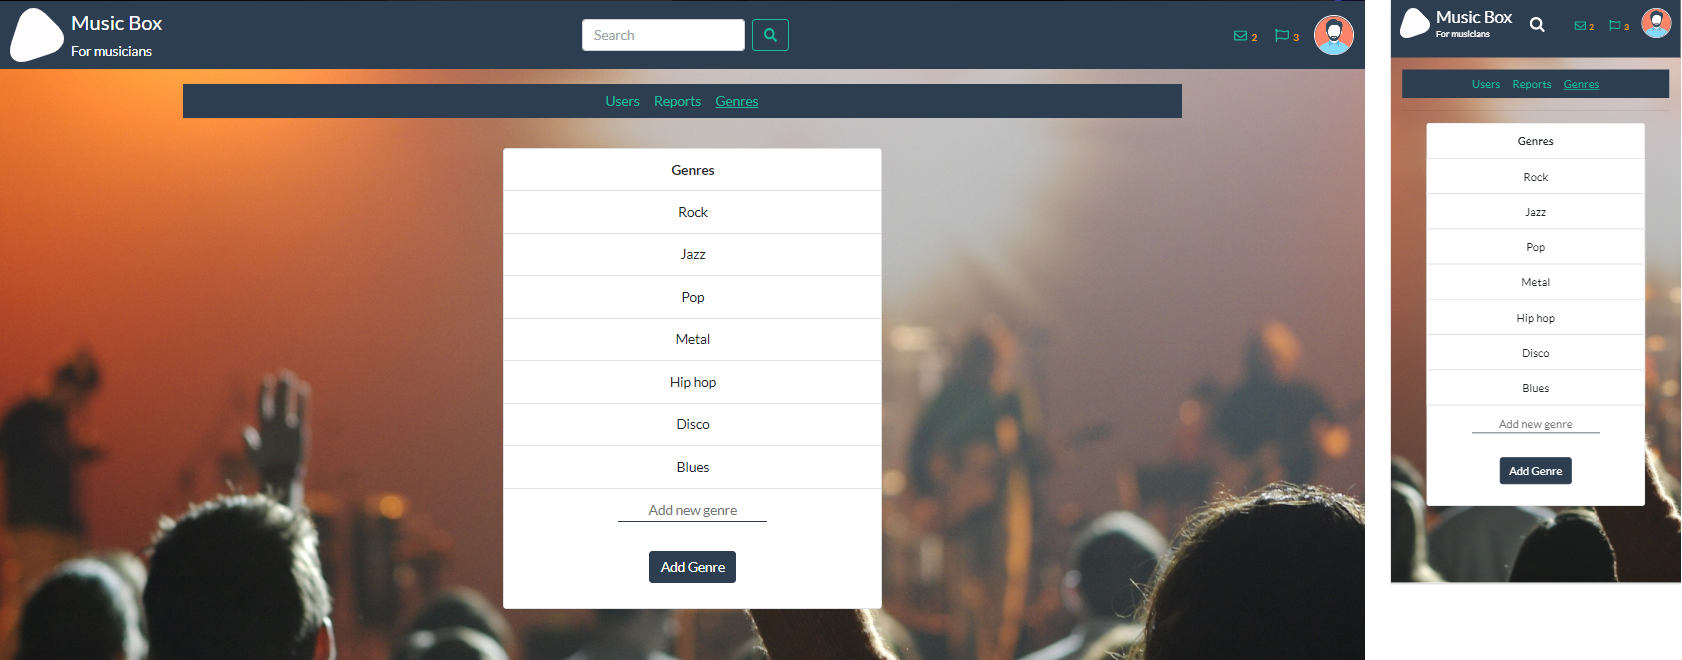 Music Box
For musicians
Search
2
3
Users Reports Genres
Genres
Rock
Jazz
Pop
Metal
Hip hop
Disco
Blues
Add new genre
Add Genre
Music Box
For musicians
2
3
Users Reports Genres
Genres
Rock
Jazz
Pop
Metal
Hip hop
Disco
Blues
Add new genre
Add Genre